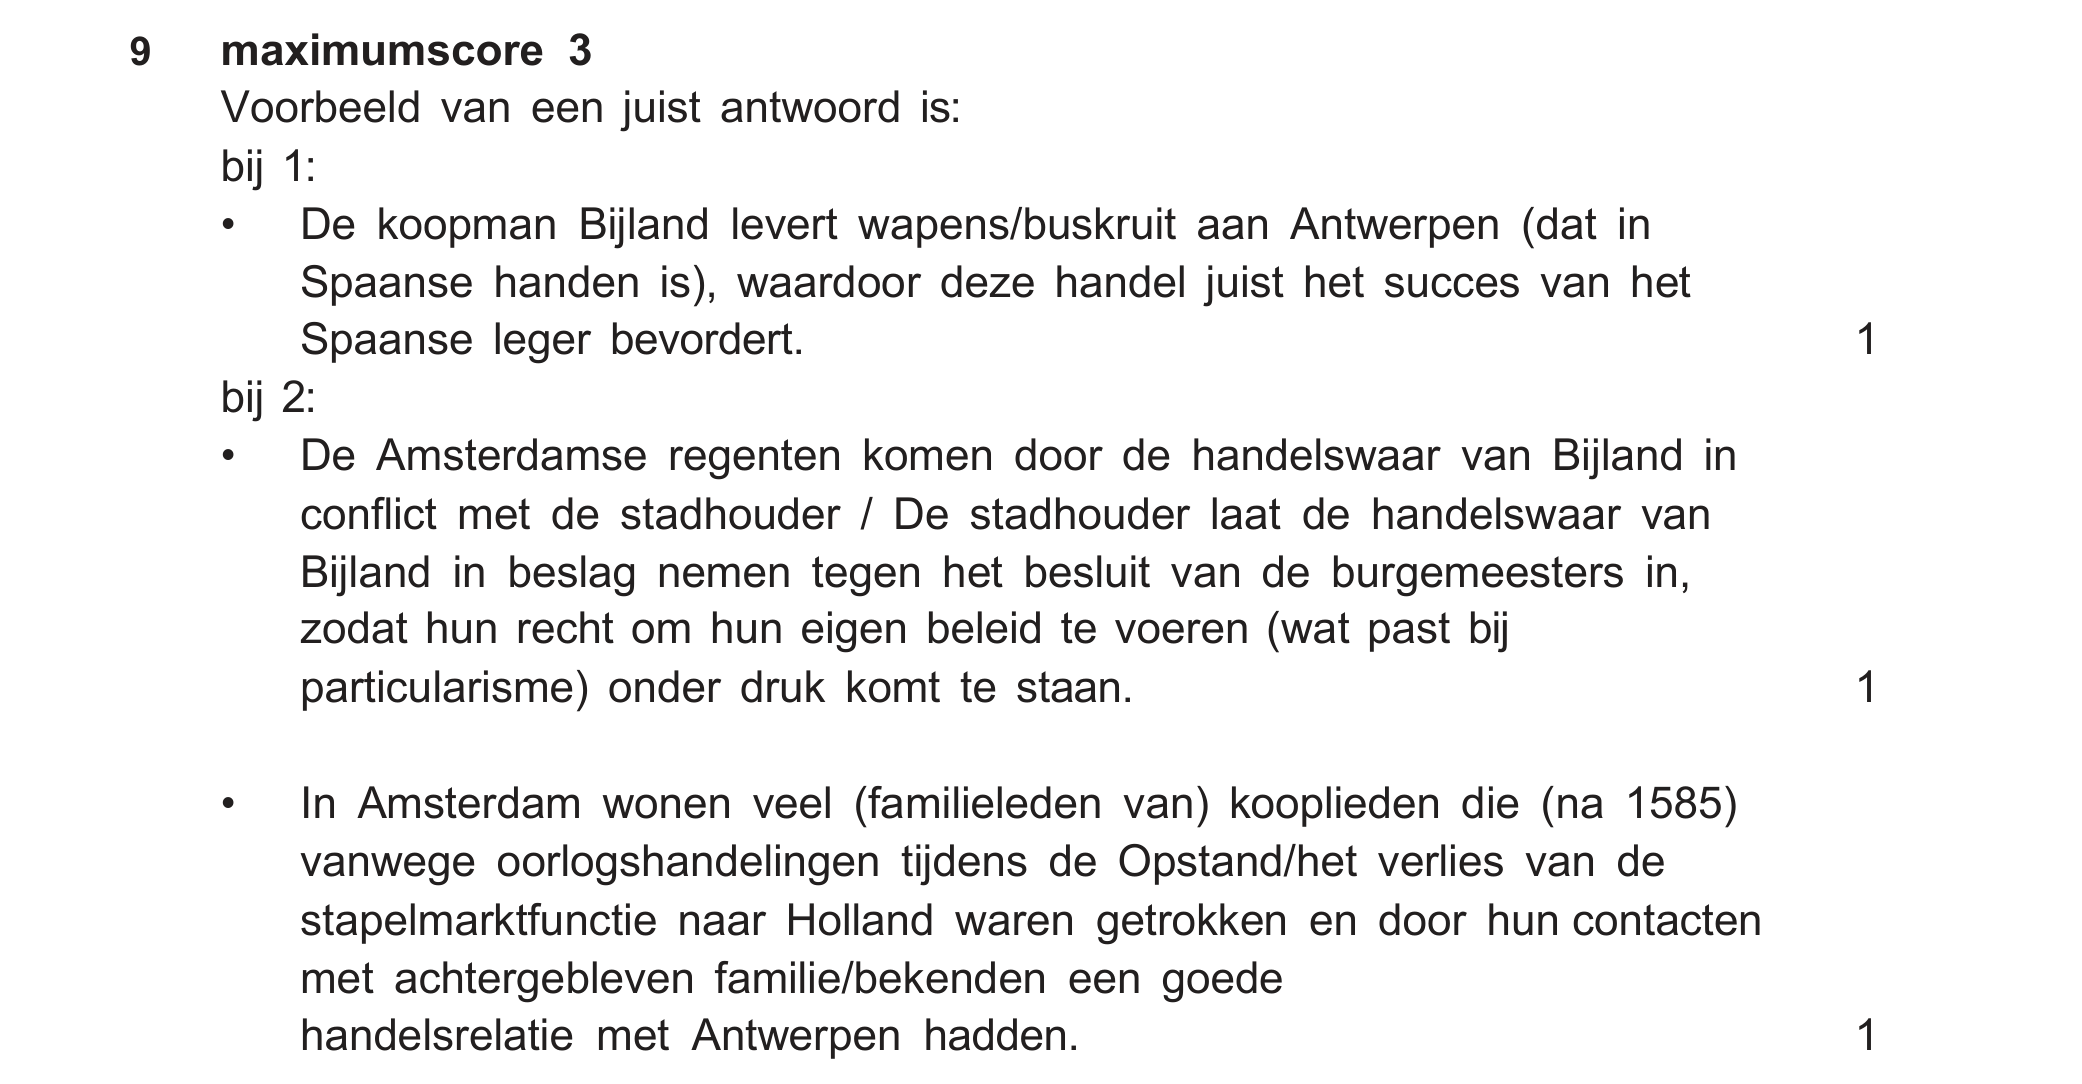 9 maximumscore 3
Voorbeeld van een juist antwoord is:
bij 1:
• De koopman Bijland levert wapens/buskruit aan Antwerpen (dat in
Spaanse handen is), waardoor deze handel juist het succes van het
Spaanse leger bevordert. 1
bij 2:
• De Amsterdamse regenten komen door de handelswaar van Bijland in
conflict met de stadhouder / De stadhouder laat de handelswaar van
Bijland in beslag nemen tegen het besluit van de burgemeesters in,
zodat hun recht om hun eigen beleid te voeren (wat past bij
particularisme) onder druk komt te staan. 1
• In Amsterdam wonen veel (familieleden van) kooplieden die (na 1585)
vanwege oorlogshandelingen tijdens de Opstand/het verlies van de
stapelmarktfunctie naar Holland waren getrokken en door hun contacten
met achtergebleven familie/bekenden een goede
handelsrelatie met Antwerpen hadden. 1